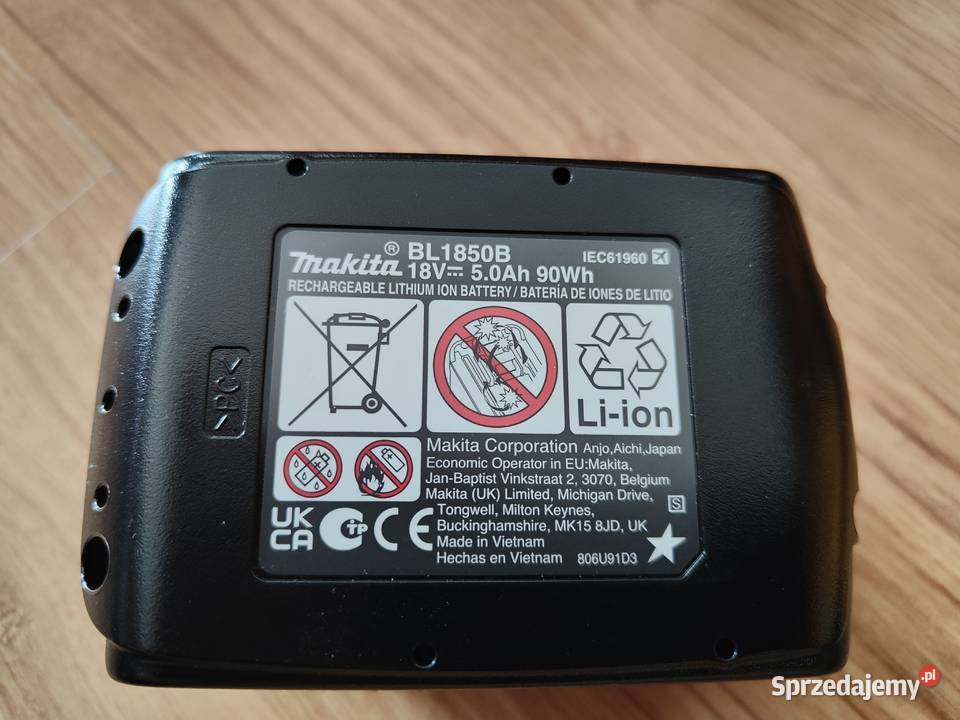 makita® BL1850B
18V 5.0Ah 90Wh
IEC61960
RECHARGEABLE LITHIUM ION BATTERY / BATERÍA DE IONES DE LITIO
Li-ion
>PC<
Makita Corporation Anjo,Aichi,Japan
Economic Operator in EU:Makita,
Jan-Baptist Vinkstraat 2, 3070, Belgium
Makita (UK) Limited, Michigan Drive,
Tongwell, Milton Keynes,
Buckinghamshire, MK15 8JD, UK
S
Made in Vietnam
Hechas en Vietnam 806U91D3
UK
CA
CE
Sprzedajemy.pl